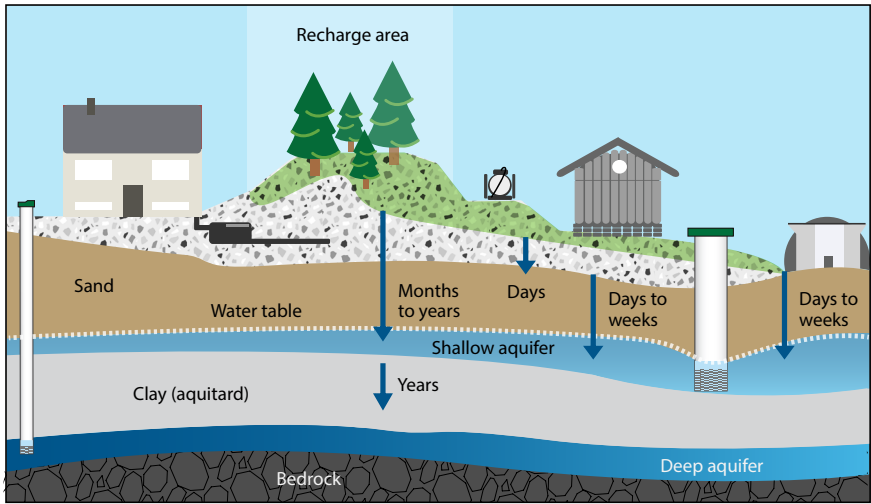 Recharge area
Sand
Water table
Months
to years
Days
Days to
weeks
Days to
weeks
Shallow aquifer
Years
Clay (aquitard)
Deep aquifer
Bedrock